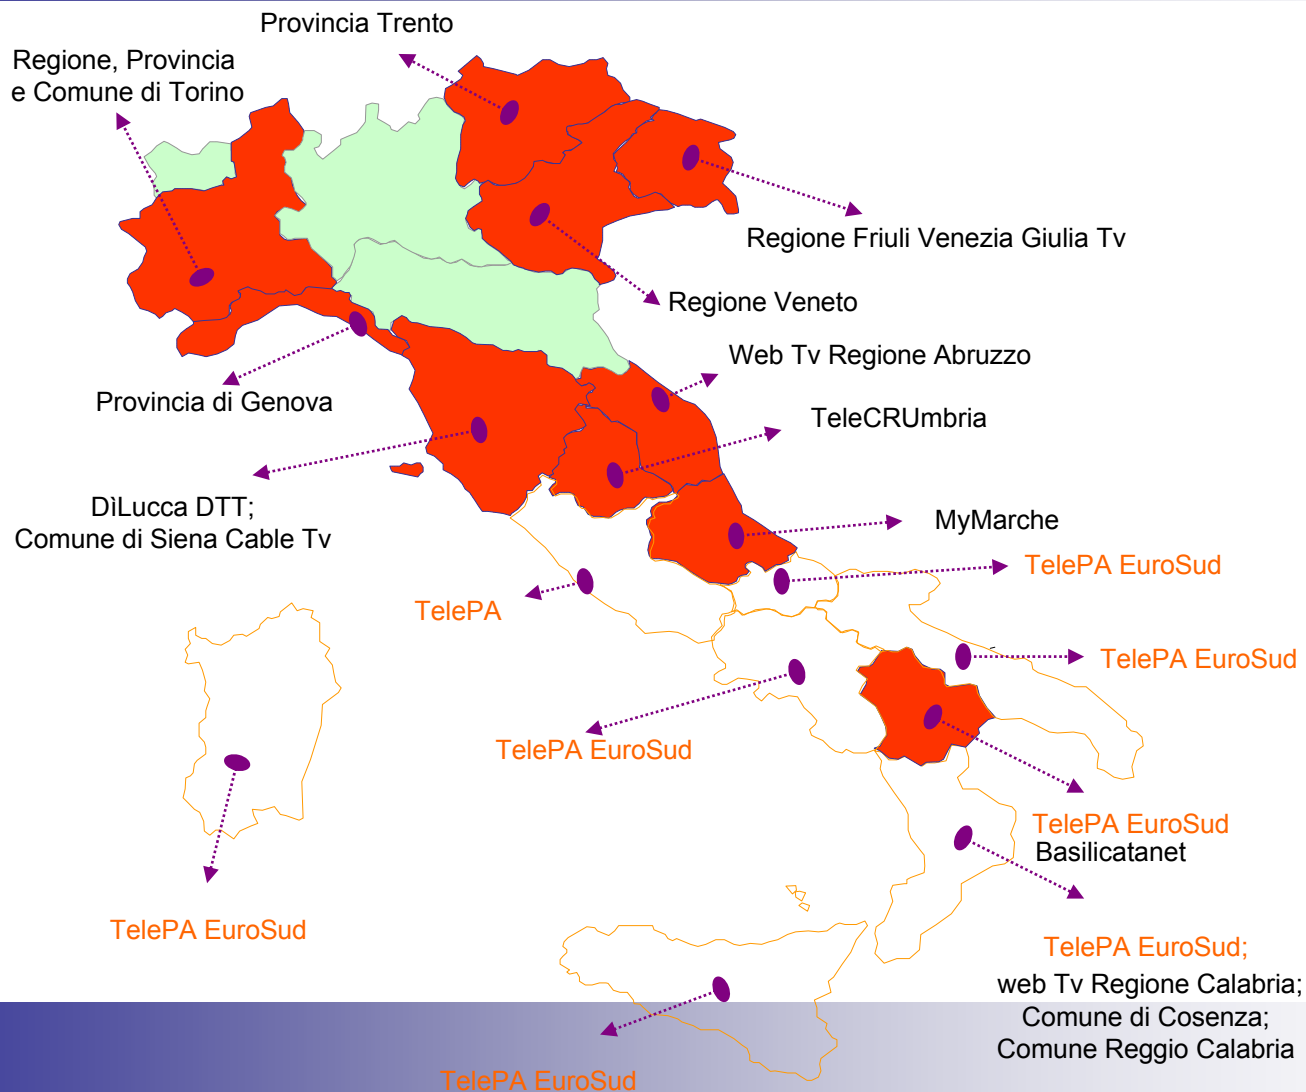 Provincia Trento
Regione, Provincia
e Comune di Torino
Regione Friuli Venezia Giulia Tv
Regione Veneto
Web Tv Regione Abruzzo
Provincia di Genova
TeleCRUmbria
DìLucca DTT;
Comune di Siena Cable Tv
MyMarche
TelePA EuroSud
TelePA
TelePA EuroSud
TelePA EuroSud
TelePA EuroSud
Basilicatanet
TelePA EuroSud
TelePA EuroSud;
web Tv Regione Calabria;
Comune di Cosenza;
Comune Reggio Calabria
TelePA EuroSud